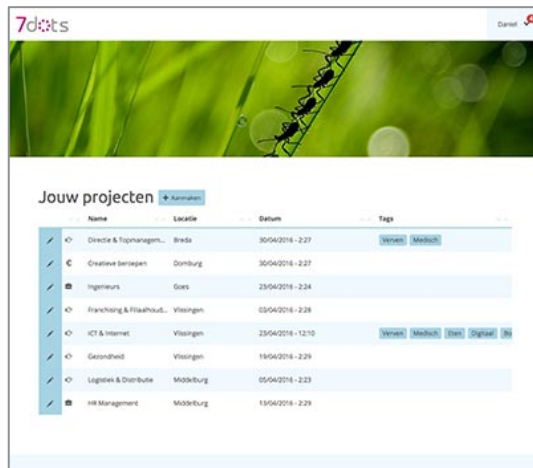 7dots
Daniel
Jouw projecten + Aanmaken
Name Locatie Datum Tags
Directie & Topmanagem... Breda 30/04/2016 - 2:27 Verven Medisch
€ Creatieve beroepen Domburg 30/04/2016 - 2:27
Ingenieurs Goes 23/04/2016 - 2:24
Franchising & Filiaalhoud... Vlissingen 03/04/2016 - 2:28
ICT & Internet Vlissingen 23/04/2016 - 12:10 Verven Medisch Eten Digitaal Bo
Gezondheid Vlissingen 19/04/2016 - 2:29
Logistiek & Distributie Middelburg 05/04/2016 - 2:23
HR Management Middelburg 13/04/2016 - 2:29